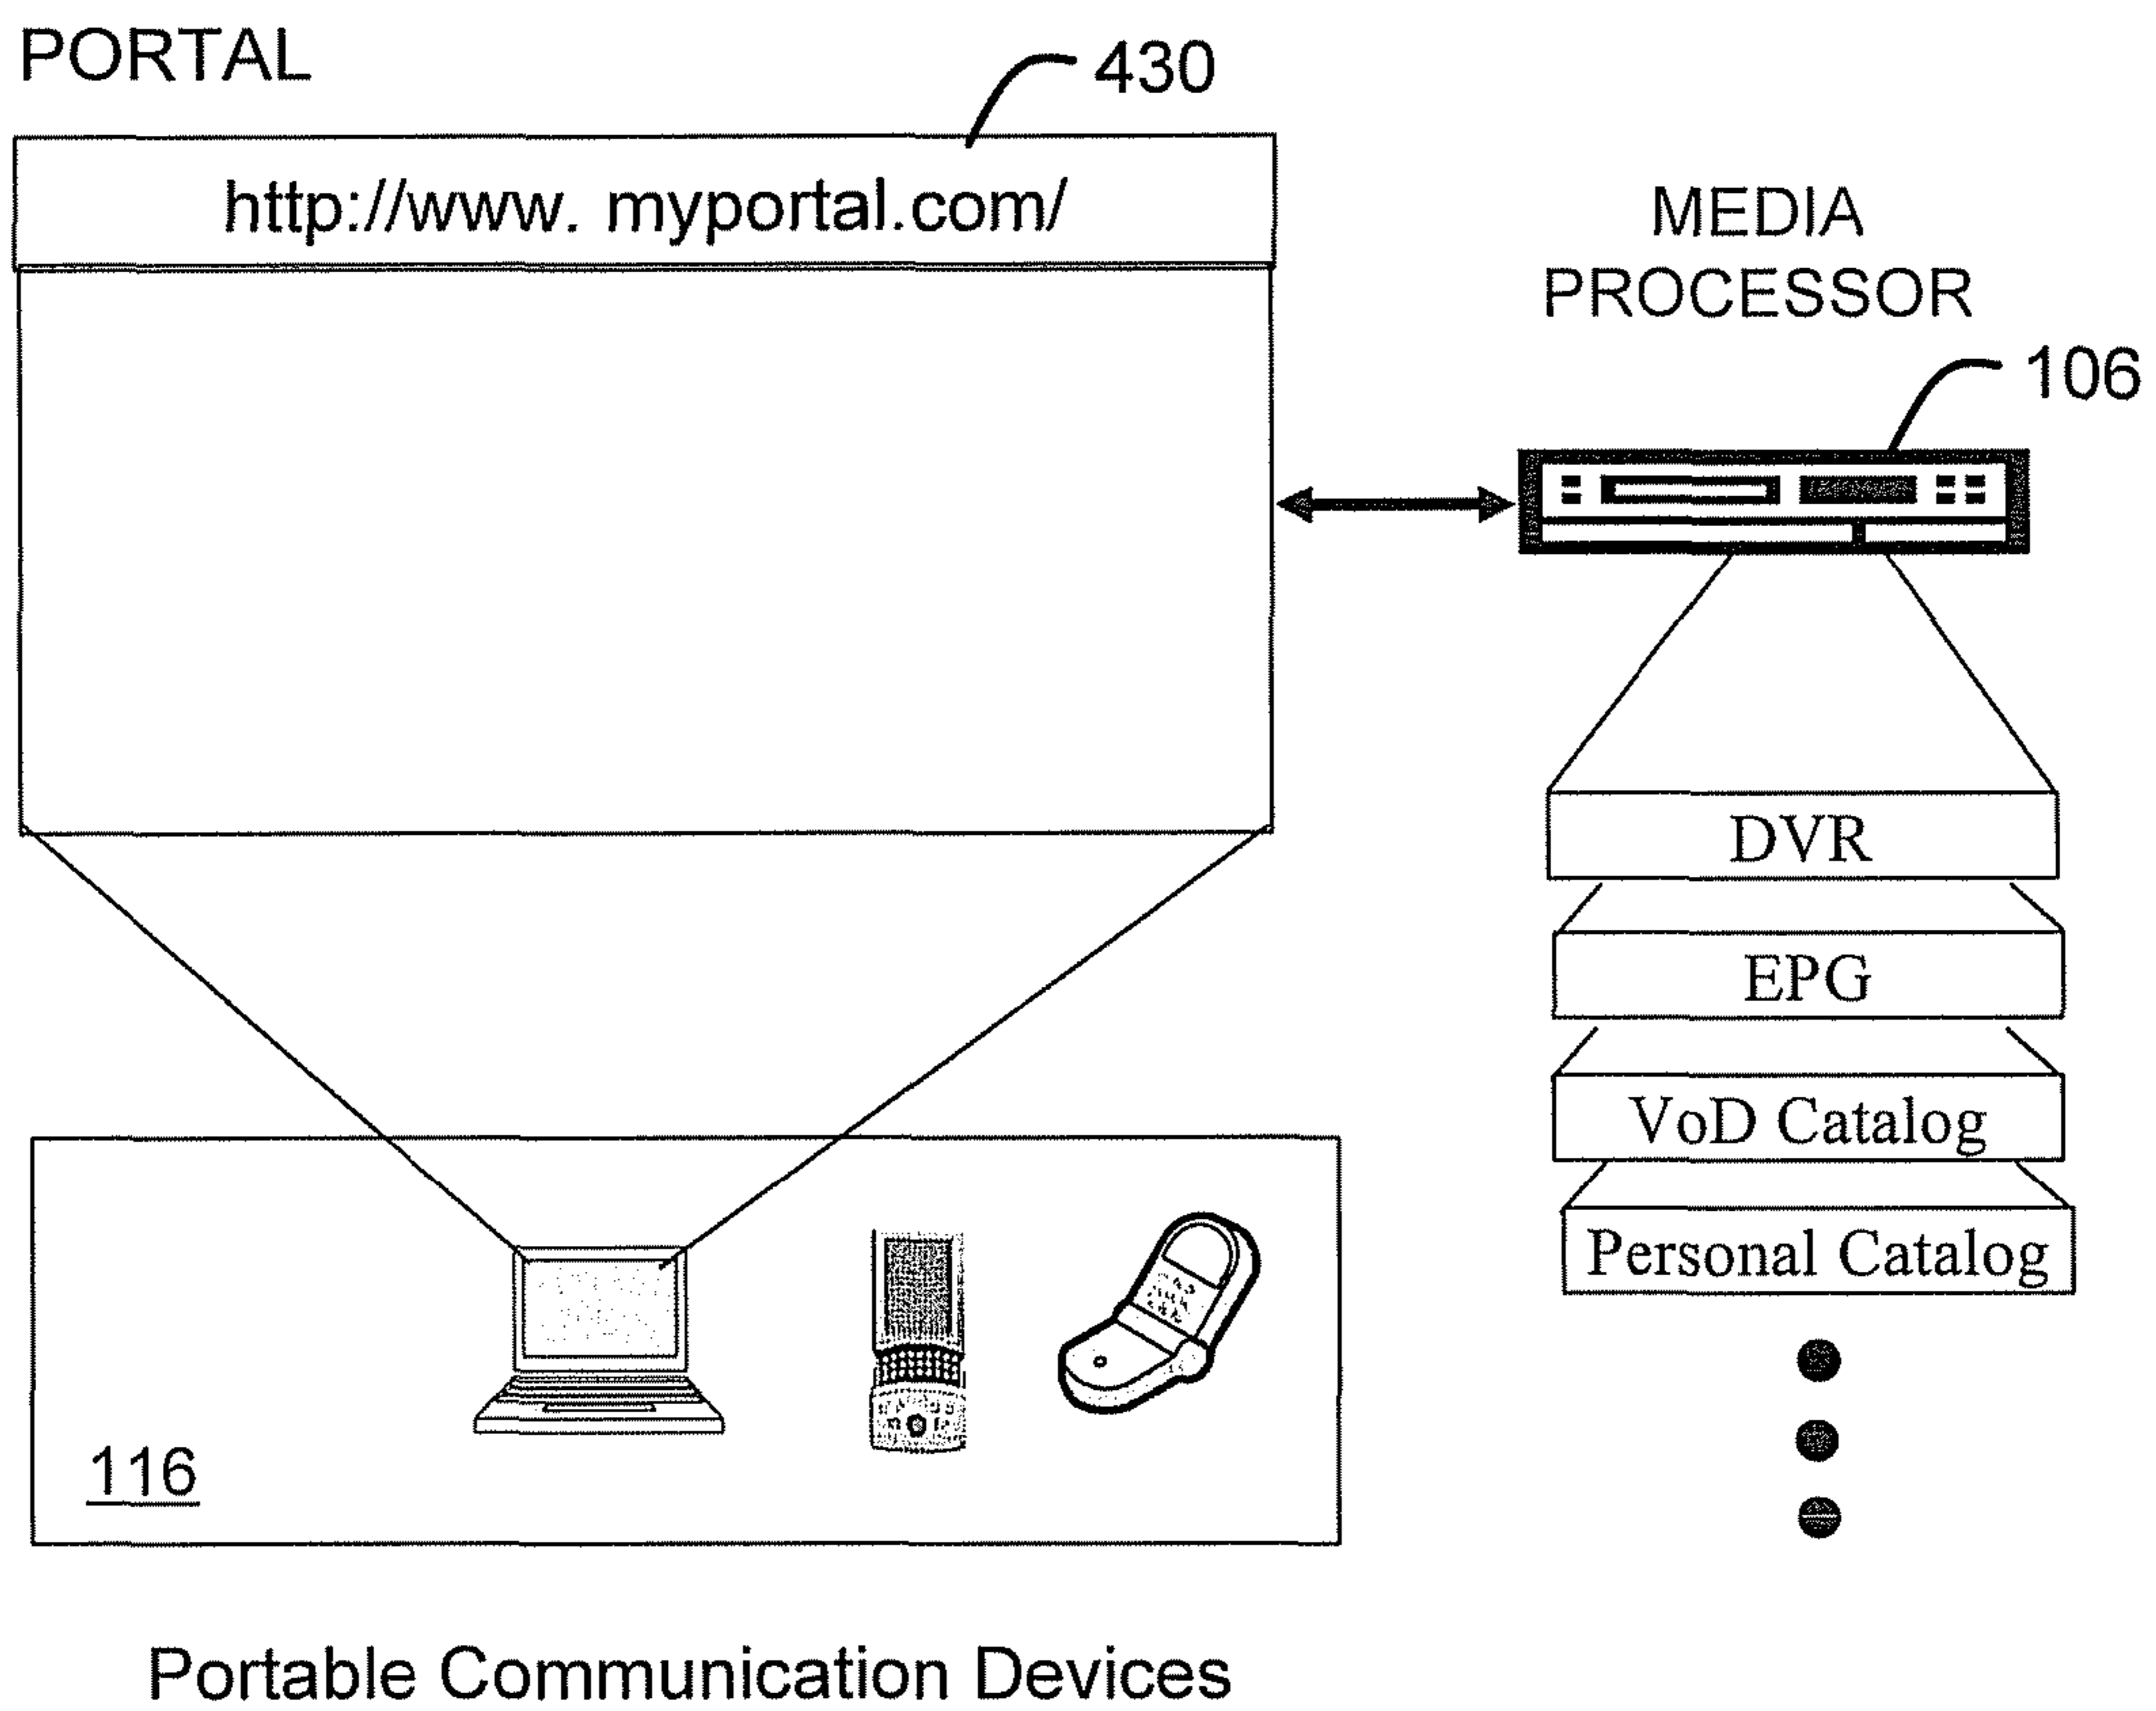 PORTAL
430
http://www. myportal.com/
MEDIA
PROCESSOR
106
DVR
EPG
VoD Catalog
Personal Catalog
116
Portable Communication Devices